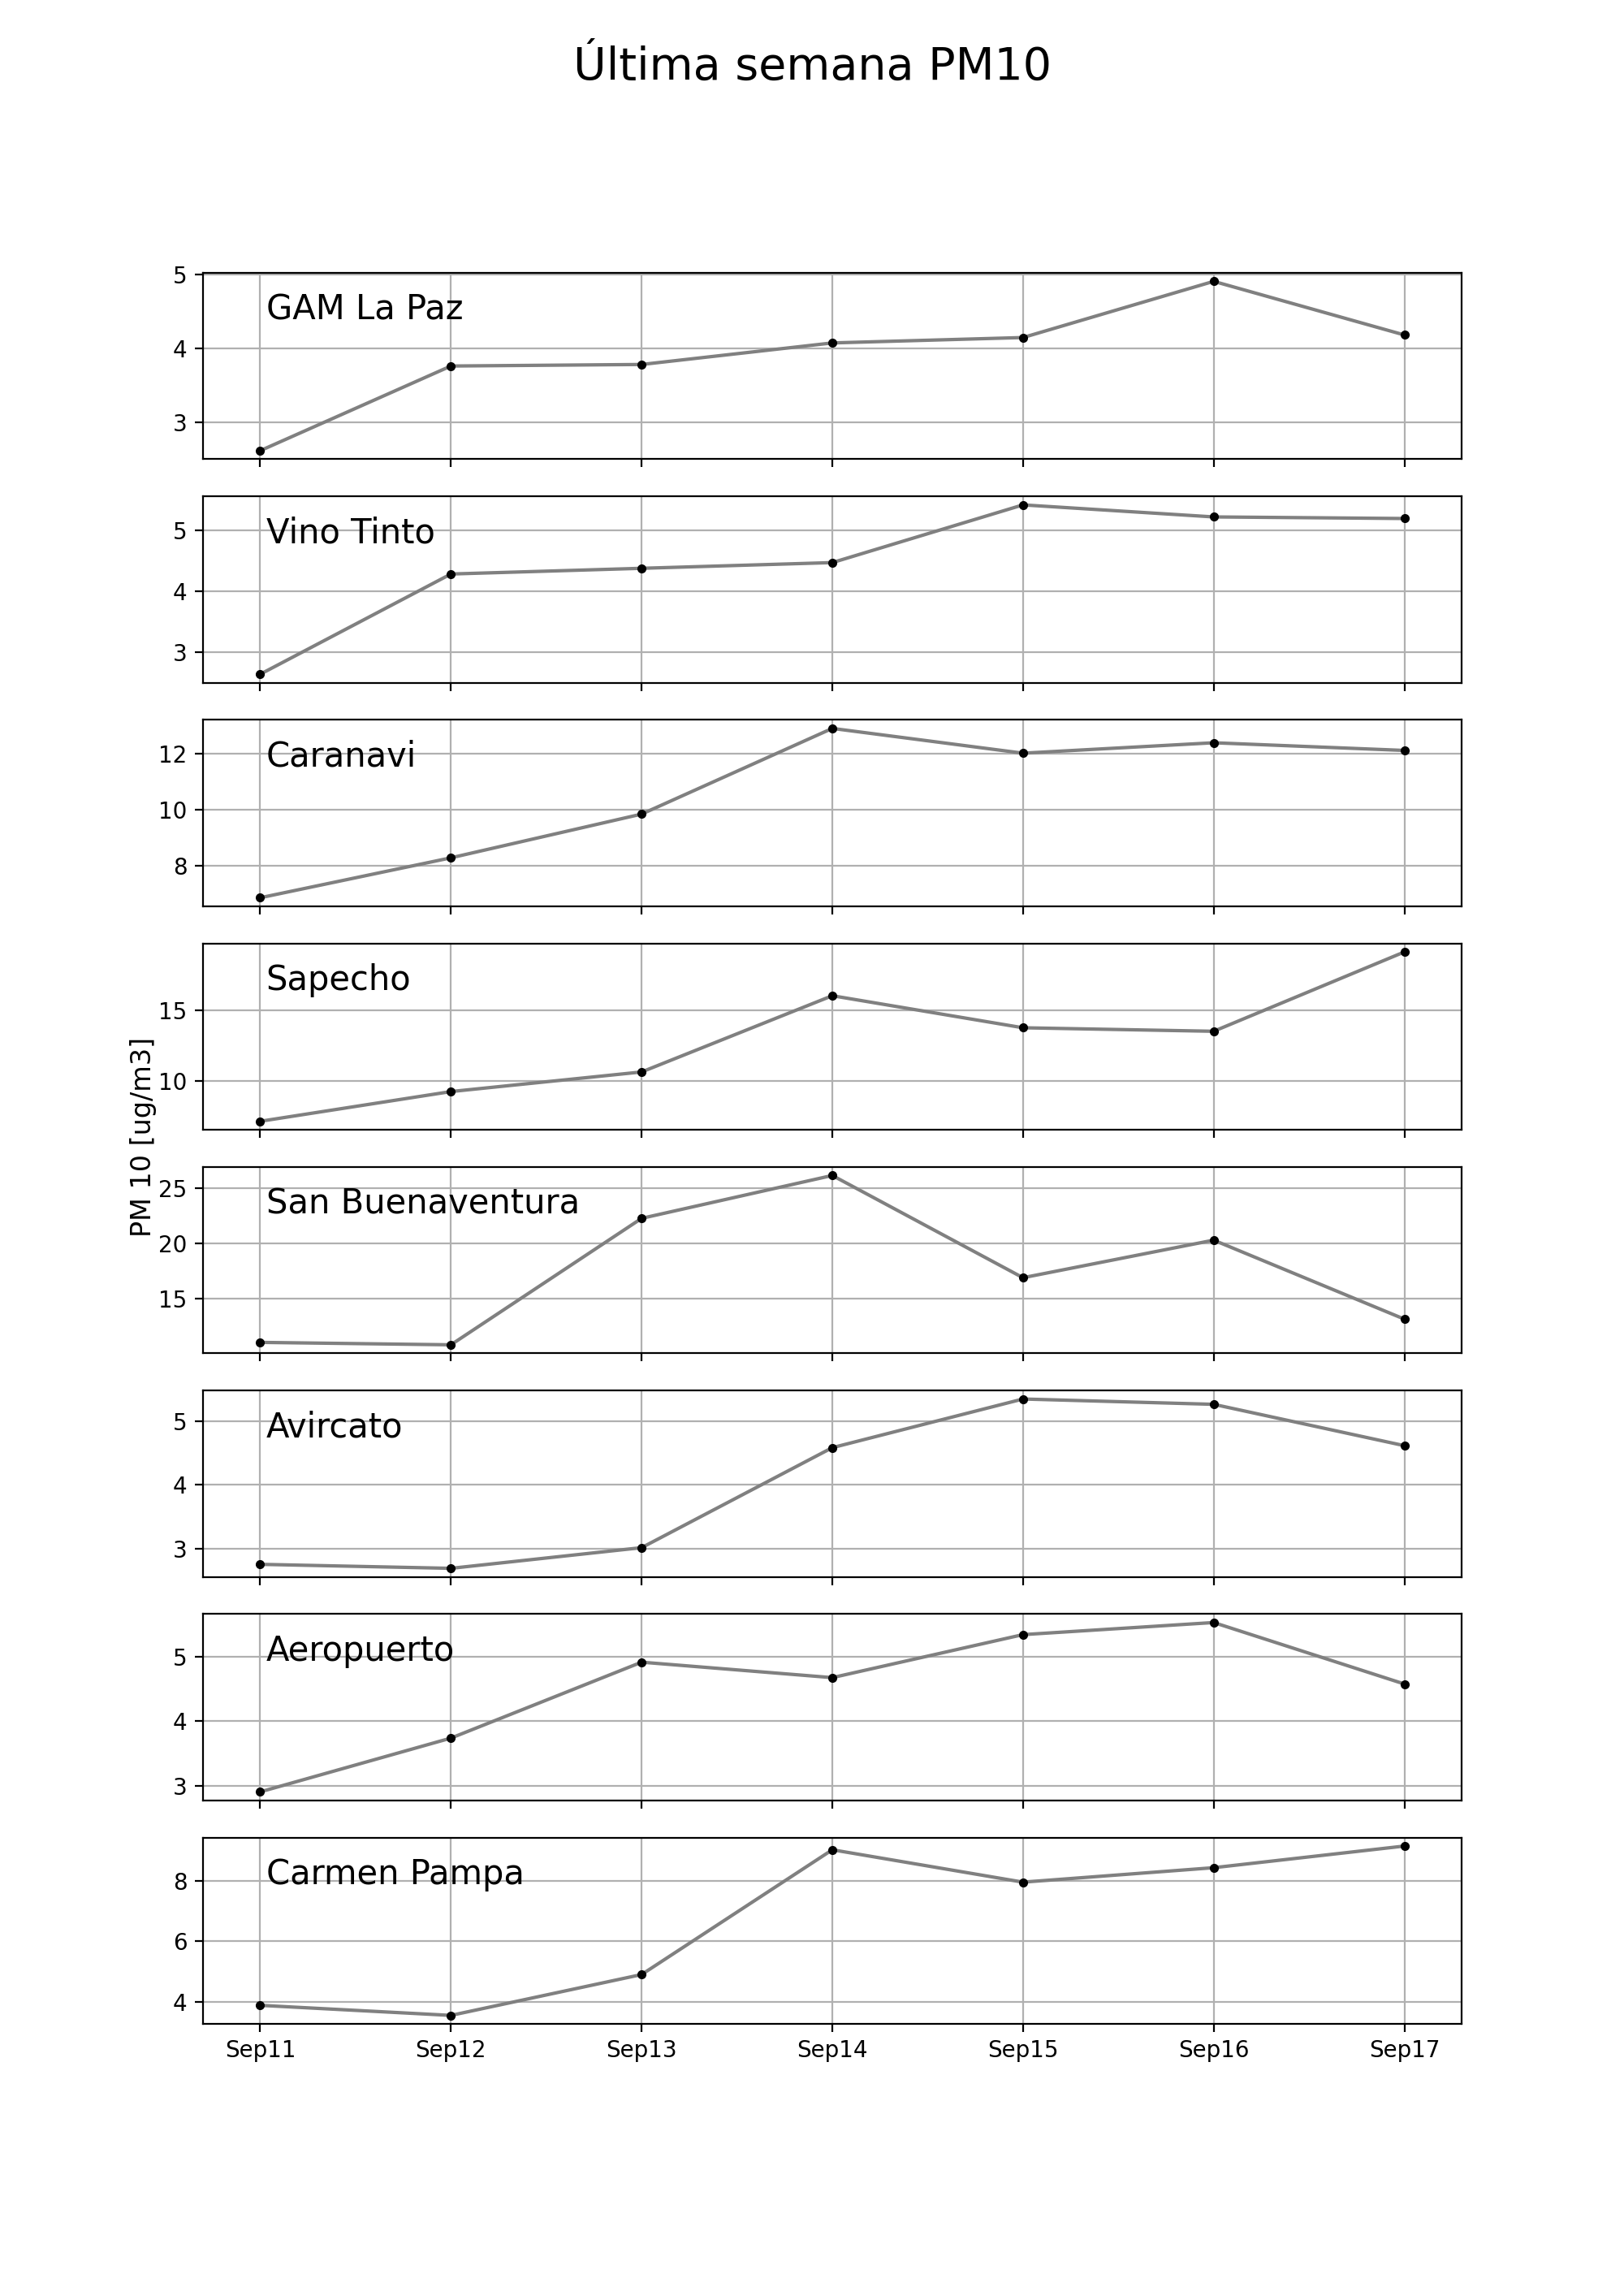 Última semana PM10
GAM La Paz
5
4
3
Vino Tinto
5
4
3
Caranavi
12
10
8
Sapecho
15
10
PM 10 [ug/m3]
San Buenaventura
25
20
15
Avircato
5
4
3
Aeropuerto
5
4
3
Carmen Pampa
8
6
4
Sep11 Sep12 Sep13 Sep14 Sep15 Sep16 Sep17